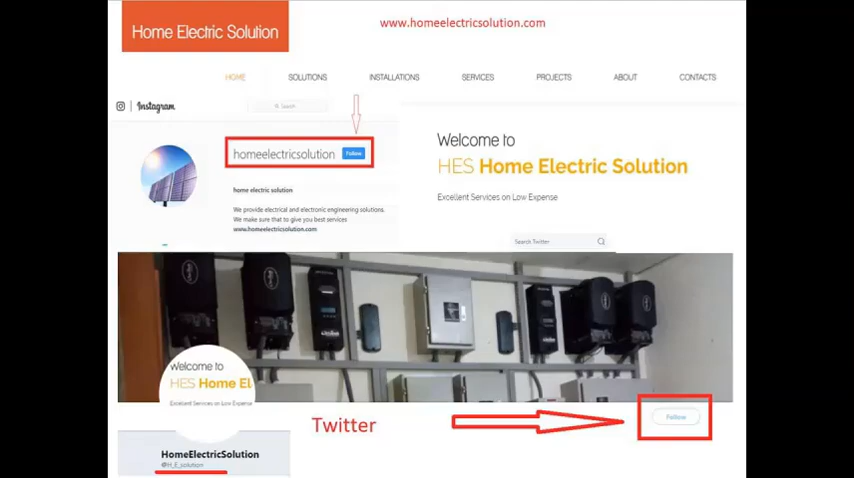 Home Electric Solution
www.homeelectricsolution.com
HOME SOLUTIONS INSTALLATIONS SERVICES PROJECTS ABOUT CONTACTS
Instagram
Search
homeelectricsolution Follow
home electric solution
We provide electrical and electronic engineering solutions.
We make sure that to give you best services
www.homeelectricsolution.com
Welcome to
HES Home Electric Solution
Excellent Services on Low Expense
Search Twitter
Welcome to
HES Home El
Excellent Services on Low Expense
Twitter
Follow
HomeElectricSolution
@H_E_solution